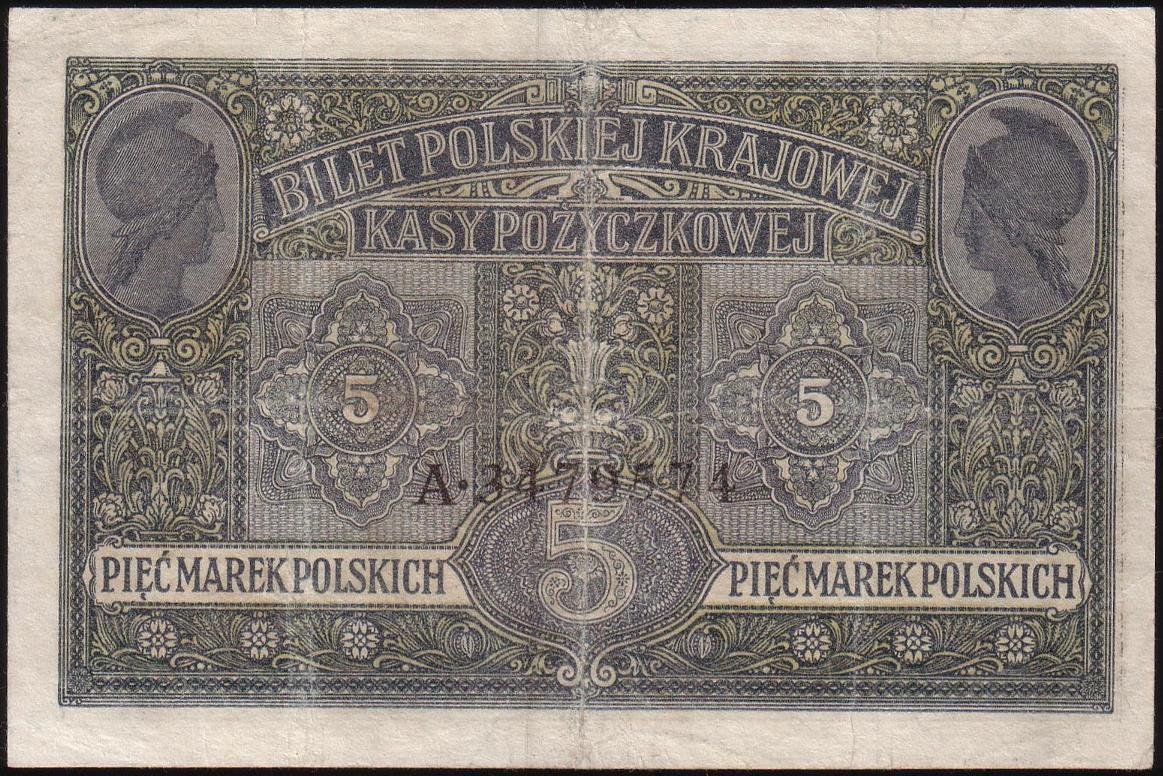 BILET POLSKIEJ KRAJOWEJ
KASY POŻYCZKOWEJ
5 5
A·3479574
5
PIĘĆ MAREK POLSKICH PIĘĆ MAREK POLSKICH